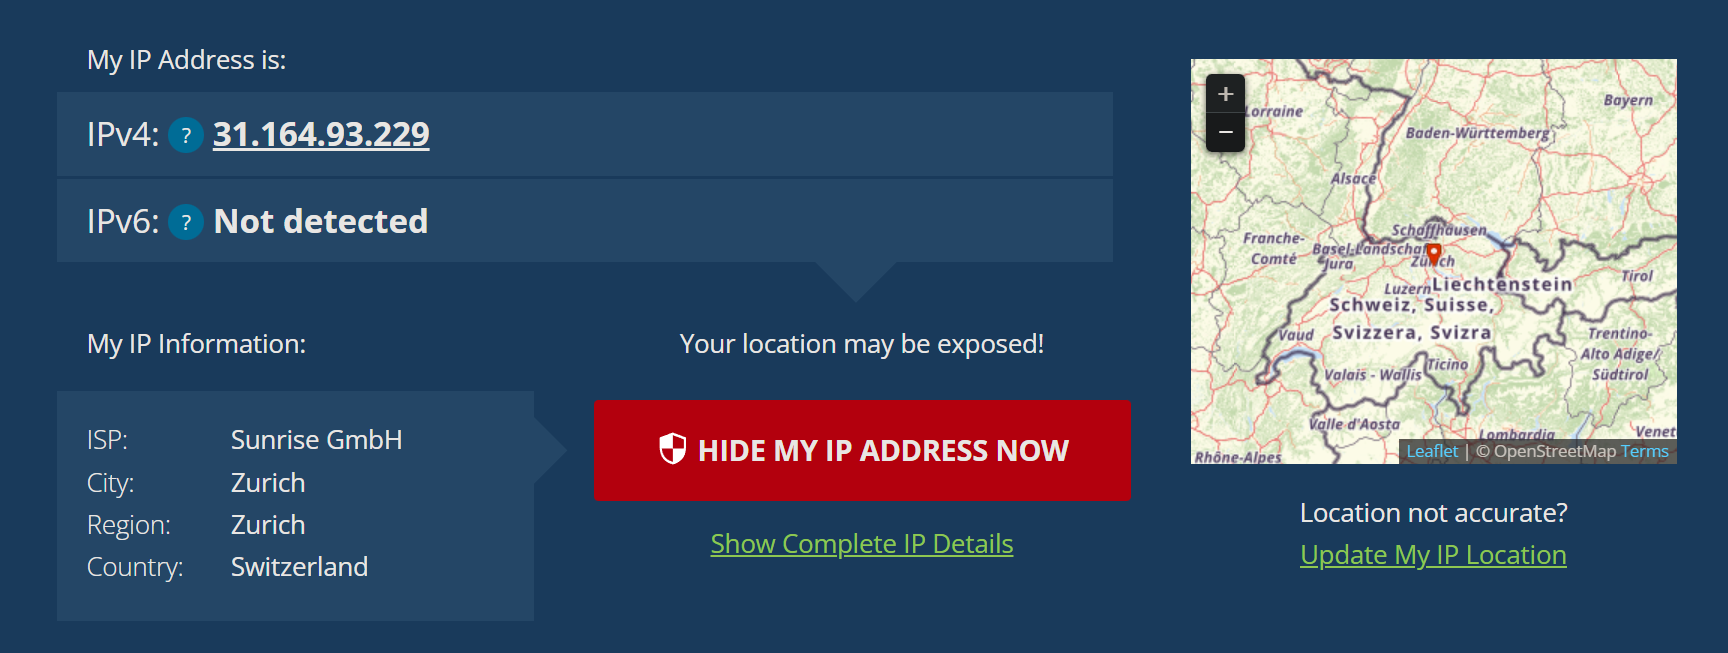 My IP Address is:
IPv4: ? 31.164.93.229
IPv6: ? Not detected
My IP Information:
ISP: Sunrise GmbH
City: Zurich
Region: Zurich
Country: Switzerland
Your location may be exposed!
HIDE MY IP ADDRESS NOW
Show Complete IP Details
+
−
Lorraine
Bayern
Baden-Württemberg
Alsace
Schaffhausen
Franche-
Comté
Basel-Landschaf
Jura
Zürich
Tirol
Luzern
Liechtenstein
Schweiz, Suisse,
Svizzera, Svizra
Vaud
Trentino-
Alto Adige/
Südtirol
Ticino
Valais - Wallis
Valle d'Aosta
Lombardia
Venet
Rhône-Alpes
Leaflet | © OpenStreetMap Terms
Location not accurate?
Update My IP Location